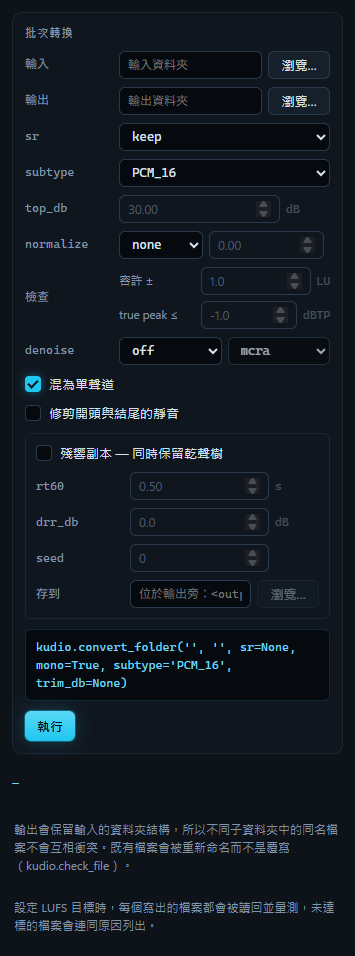 批次轉換
輸入 輸入資料夾 瀏覽...
輸出 輸出資料夾 瀏覽...
sr keep
subtype PCM_16
top_db 30.00 dB
normalize none 0.00
檢查 容許 ± 1.0 LU
true peak ≤ -1.0 dBTP
denoise off mcra
混為單聲道
修剪開頭與結尾的靜音
殘響副本 — 同時保留乾聲樹
rt60 0.50 s
drr_db 0.0 dB
seed 0
存到 位於輸出旁：<outp 瀏覽...
kudio.convert_folder('', '', sr=None,
mono=True, subtype='PCM_16',
trim_db=None)
執行
—
輸出會保留輸入的資料夾結構，所以不同子資料夾中的同名檔
案不會互相衝突。既有檔案會被重新命名而不是覆寫
（kudio.check_file）。
設定 LUFS 目標時，每個寫出的檔案都會被讀回並量測，未達
標的檔案會連同原因列出。